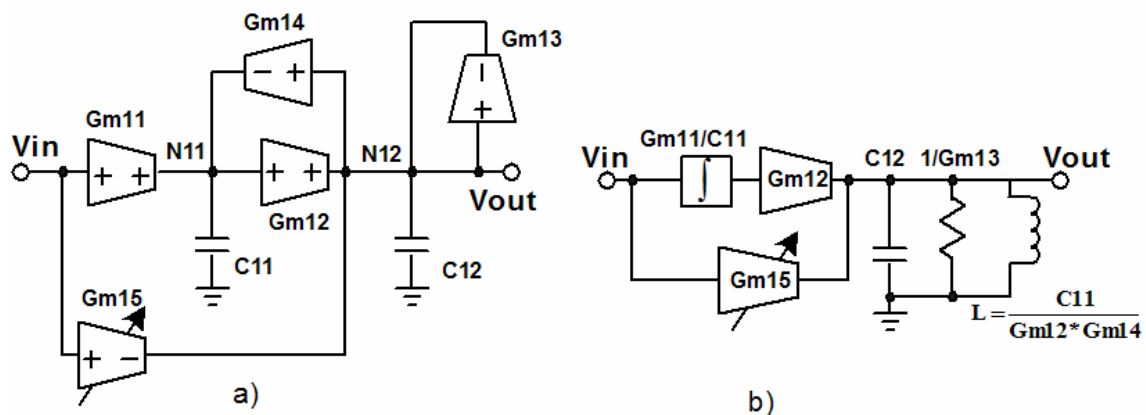 Gm14
Gm13
Gm11
Vin
N11
N12
Vout
Gm12
C11
C12
Gm15
a)
Gm11/C11
Vin
∫
Gm12
C12
1/Gm13
Vout
Gm15
L = C11
Gm12*Gm14
b)